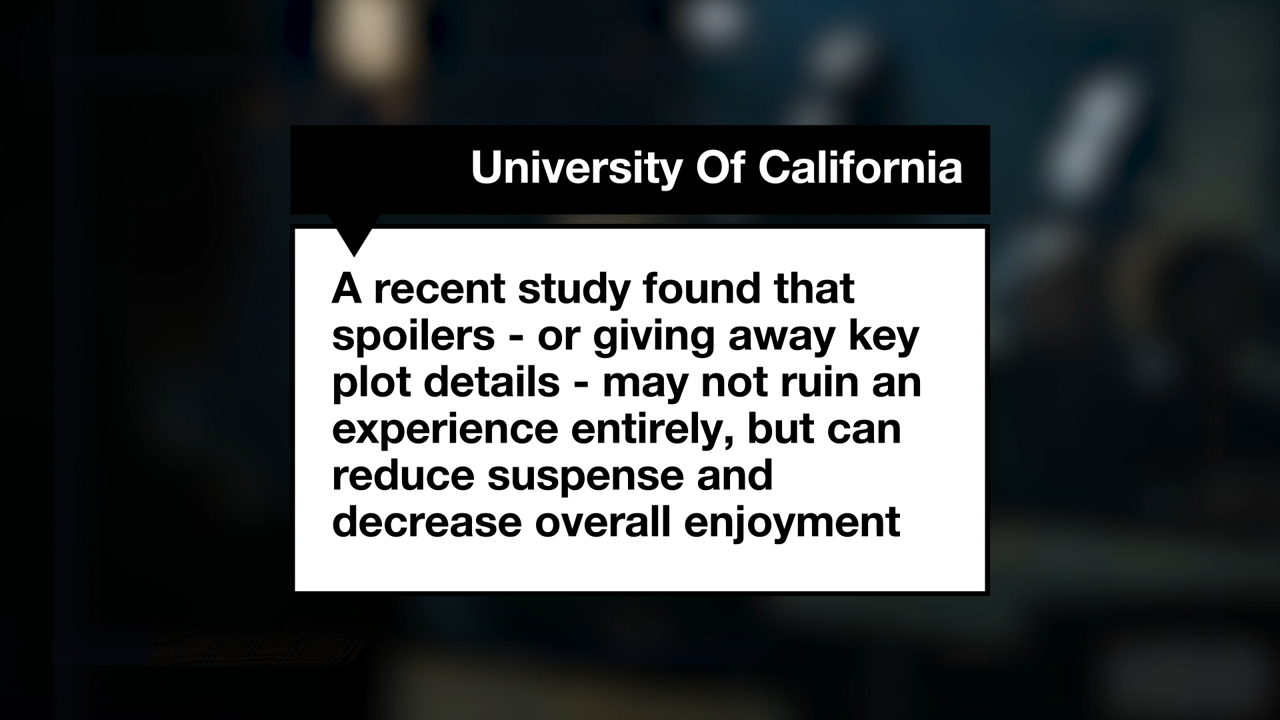 University Of California
A recent study found that
spoilers - or giving away key
plot details - may not ruin an
experience entirely, but can
reduce suspense and
decrease overall enjoyment